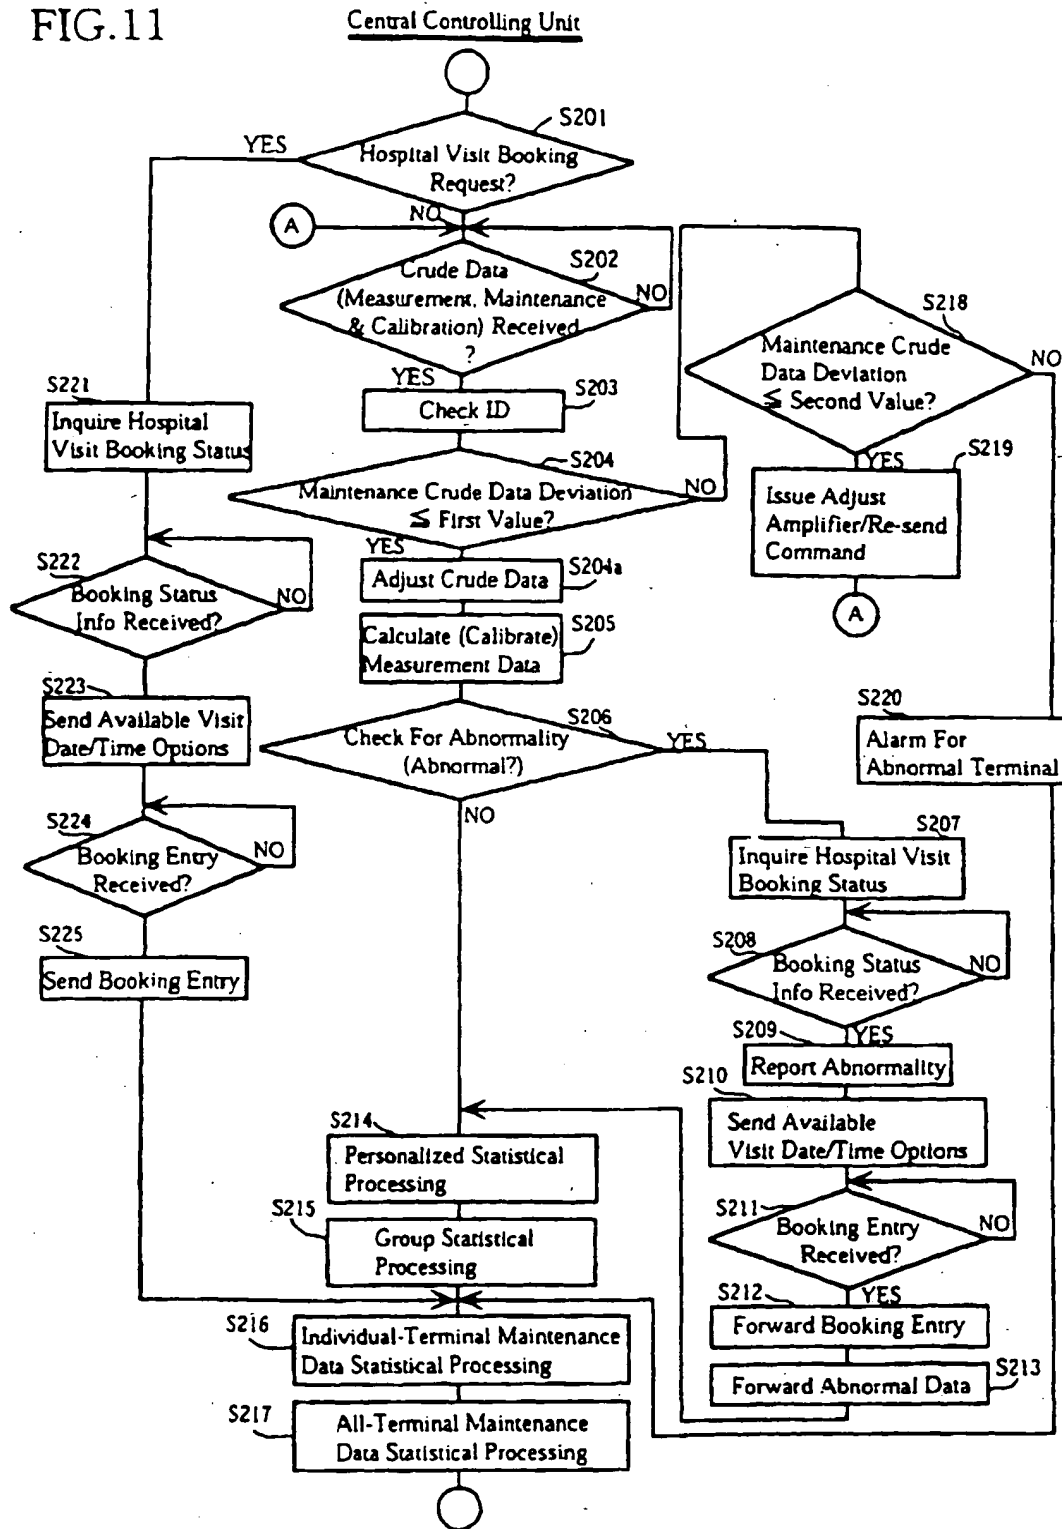 FIG.11
Central Controlling Unit
S201
YES
Hospital Visit Booking
Request?
NO
A
S202
Crude Data
(Measurement, Maintenance
& Calibration) Received
?
NO
YES
S203
Check ID
S204
Maintenance Crude Data Deviation
≦ First Value?
NO
YES
S204a
Adjust Crude Data
S205
Calculate (Calibrate)
Measurement Data
S206
Check For Abnormality
(Abnormal?)
YES
NO
S218
Maintenance Crude
Data Deviation
≦ Second Value?
NO
YES
S219
Issue Adjust
Amplifier/Re-send
Command
A
S220
Alarm For
Abnormal Terminal
S221
Inquire Hospital
Visit Booking Status
S222
Booking Status
Info Received?
NO
S223
Send Available Visit
Date/Time Options
S224
Booking Entry
Received?
NO
S225
Send Booking Entry
S207
Inquire Hospital Visit
Booking Status
S208
Booking Status
Info Received?
NO
YES
S209
Report Abnormality
S210
Send Available
Visit Date/Time Options
S211
Booking Entry
Received?
NO
YES
S212
Forward Booking Entry
S213
Forward Abnormal Data
S214
Personalized Statistical
Processing
S215
Group Statistical
Processing
S216
Individual-Terminal Maintenance
Data Statistical Processing
S217
All-Terminal Maintenance
Data Statistical Processing